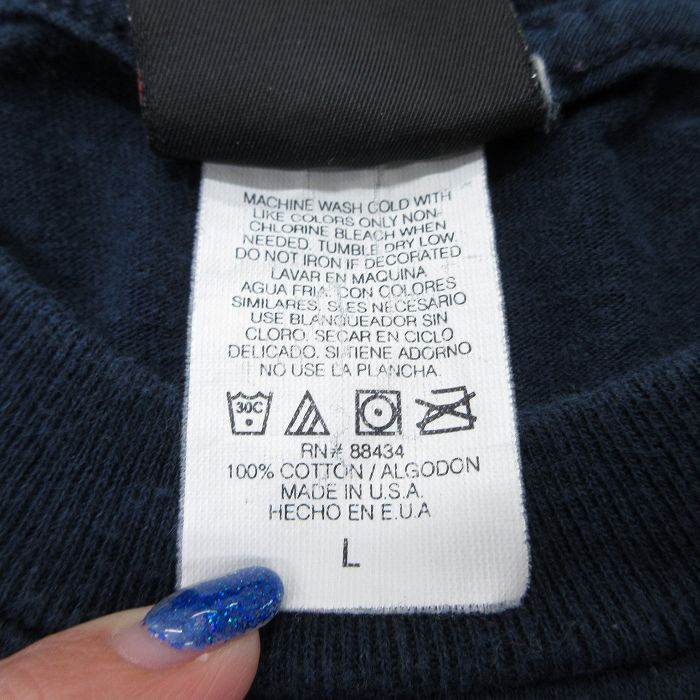 MACHINE WASH COLD WITH
LIKE COLORS ONLY NON-
CHLORINE BLEACH WHEN
NEEDED. TUMBLE DRY LOW.
DO NOT IRON IF DECORATED
LAVAR EN MAQUINA
AGUA FRIA. CON COLORES
SIMILARES. SI ES NECESARIO
USE BLANQUEADOR SIN
CLORO. SECAR EN CICLO
DELICADO. SI TIENE ADORNO
NO USE LA PLANCHA.
30C
RN# 88434
100% COTTON / ALGODON
MADE IN U.S.A.
HECHO EN E.U.A
L